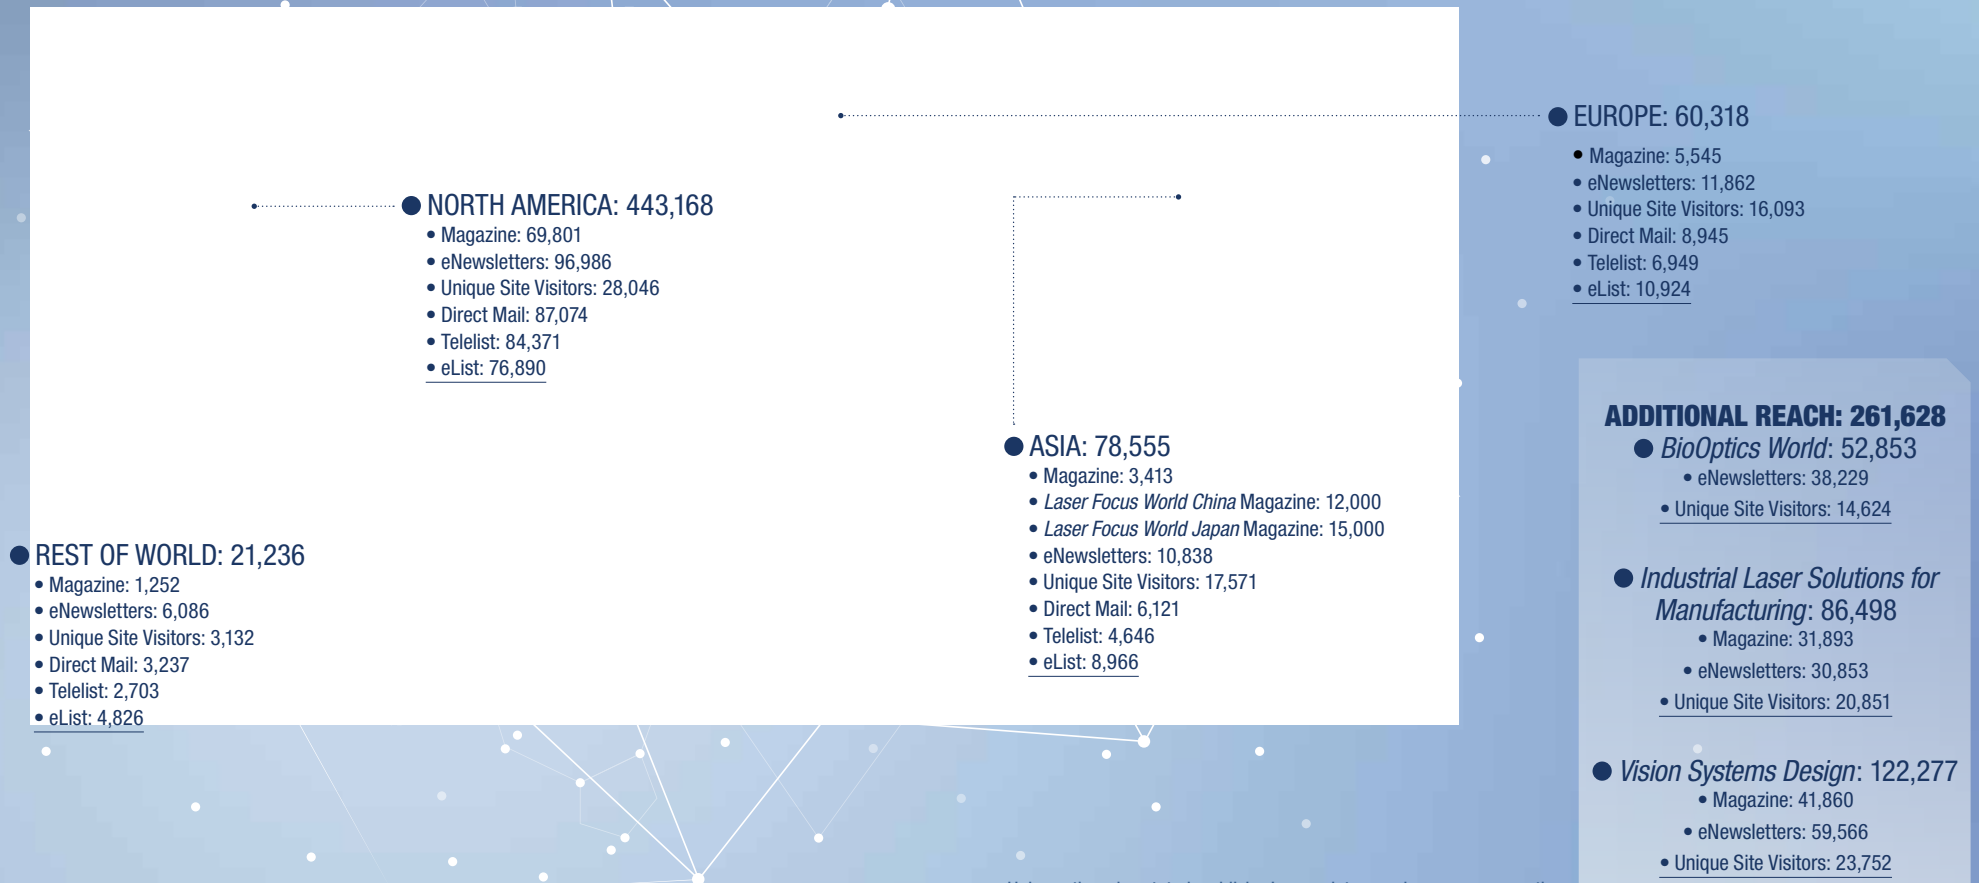 EUROPE: 60,318
• Magazine: 5,545
• eNewsletters: 11,862
• Unique Site Visitors: 16,093
• Direct Mail: 8,945
• Telelist: 6,949
• eList: 10,924
NORTH AMERICA: 443,168
• Magazine: 69,801
• eNewsletters: 96,986
• Unique Site Visitors: 28,046
• Direct Mail: 87,074
• Telelist: 84,371
• eList: 76,890
ASIA: 78,555
• Magazine: 3,413
• Laser Focus World China Magazine: 12,000
• Laser Focus World Japan Magazine: 15,000
• eNewsletters: 10,838
• Unique Site Visitors: 17,571
• Direct Mail: 6,121
• Telelist: 4,646
• eList: 8,966
REST OF WORLD: 21,236
• Magazine: 1,252
• eNewsletters: 6,086
• Unique Site Visitors: 3,132
• Direct Mail: 3,237
• Telelist: 2,703
• eList: 4,826
ADDITIONAL REACH: 261,628
BioOptics World: 52,853
• eNewsletters: 38,229
• Unique Site Visitors: 14,624
Industrial Laser Solutions for
Manufacturing: 86,498
• Magazine: 31,893
• eNewsletters: 30,853
• Unique Site Visitors: 20,851
Vision Systems Design: 122,277
• Magazine: 41,860
• eNewsletters: 59,566
• Unique Site Visitors: 23,752